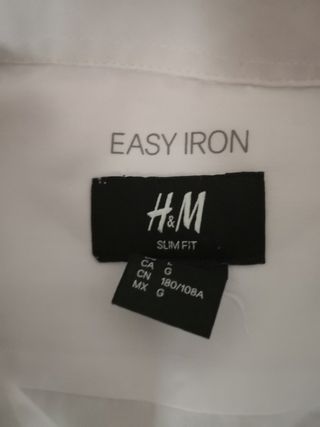 EASY IRON
H&M
SLIM FIT
CA G
CN 180/108A
MX G